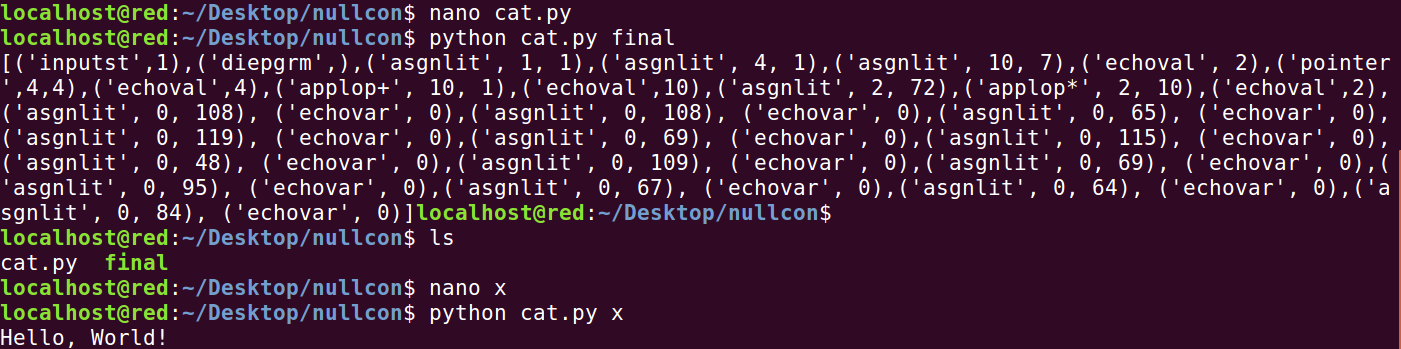 localhost@red:~/Desktop/nullcon$ nano cat.py
localhost@red:~/Desktop/nullcon$ python cat.py final
[('inputst',1),('diepgrm',),('asgnlit', 1, 1),('asgnlit', 4, 1),('asgnlit', 10, 7),('echoval', 2),('pointer
',4,4),('echoval',4),('applop+', 10, 1),('echoval',10),('asgnlit', 2, 72),('applop*', 2, 10),('echoval',2),
('asgnlit', 0, 108), ('echovar', 0),('asgnlit', 0, 108), ('echovar', 0),('asgnlit', 0, 65), ('echovar', 0),
('asgnlit', 0, 119), ('echovar', 0),('asgnlit', 0, 69), ('echovar', 0),('asgnlit', 0, 115), ('echovar', 0),
('asgnlit', 0, 48), ('echovar', 0),('asgnlit', 0, 109), ('echovar', 0),('asgnlit', 0, 69), ('echovar', 0),(
'asgnlit', 0, 95), ('echovar', 0),('asgnlit', 0, 67), ('echovar', 0),('asgnlit', 0, 64), ('echovar', 0),('a
sgnlit', 0, 84), ('echovar', 0)]localhost@red:~/Desktop/nullcon$
localhost@red:~/Desktop/nullcon$ ls
cat.py  final
localhost@red:~/Desktop/nullcon$ nano x
localhost@red:~/Desktop/nullcon$ python cat.py x
Hello, World!